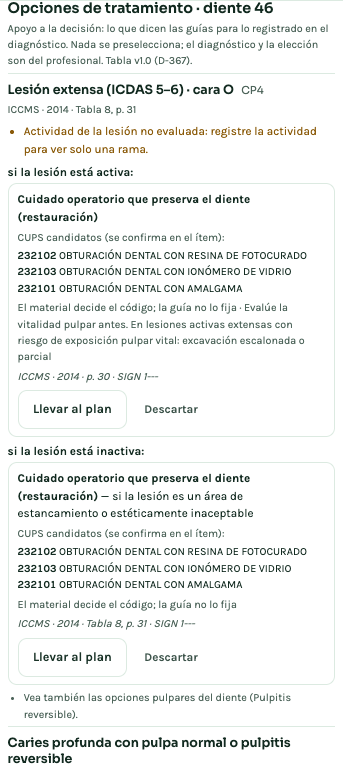 Opciones de tratamiento · diente 46
Apoyo a la decisión: lo que dicen las guías para lo registrado en el
diagnóstico. Nada se preselecciona; el diagnóstico y la elección
son del profesional. Tabla v1.0 (D-367).
Lesión extensa (ICDAS 5–6) · cara O CP4
ICCMS · 2014 · Tabla 8, p. 31
• Actividad de la lesión no evaluada: registre la actividad
para ver solo una rama.
si la lesión está activa:
Cuidado operatorio que preserva el diente
(restauración)
CUPS candidatos (se confirma en el ítem):
232102 OBTURACIÓN DENTAL CON RESINA DE FOTOCURADO
232103 OBTURACIÓN DENTAL CON IONÓMERO DE VIDRIO
232101 OBTURACIÓN DENTAL CON AMALGAMA
El material decide el código; la guía no lo fija · Evalúe la
vitalidad pulpar antes. En lesiones activas extensas con
riesgo de exposición pulpar vital: excavación escalonada o
parcial
ICCMS · 2014 · p. 30 · SIGN 1---
Llevar al plan Descartar
si la lesión está inactiva:
Cuidado operatorio que preserva el diente
(restauración) — si la lesión es un área de
estancamiento o estéticamente inaceptable
CUPS candidatos (se confirma en el ítem):
232102 OBTURACIÓN DENTAL CON RESINA DE FOTOCURADO
232103 OBTURACIÓN DENTAL CON IONÓMERO DE VIDRIO
232101 OBTURACIÓN DENTAL CON AMALGAMA
El material decide el código; la guía no lo fija
ICCMS · 2014 · Tabla 8, p. 31 · SIGN 1---
Llevar al plan Descartar
• Vea también las opciones pulpares del diente (Pulpitis
reversible).
Caries profunda con pulpa normal o pulpitis
reversible